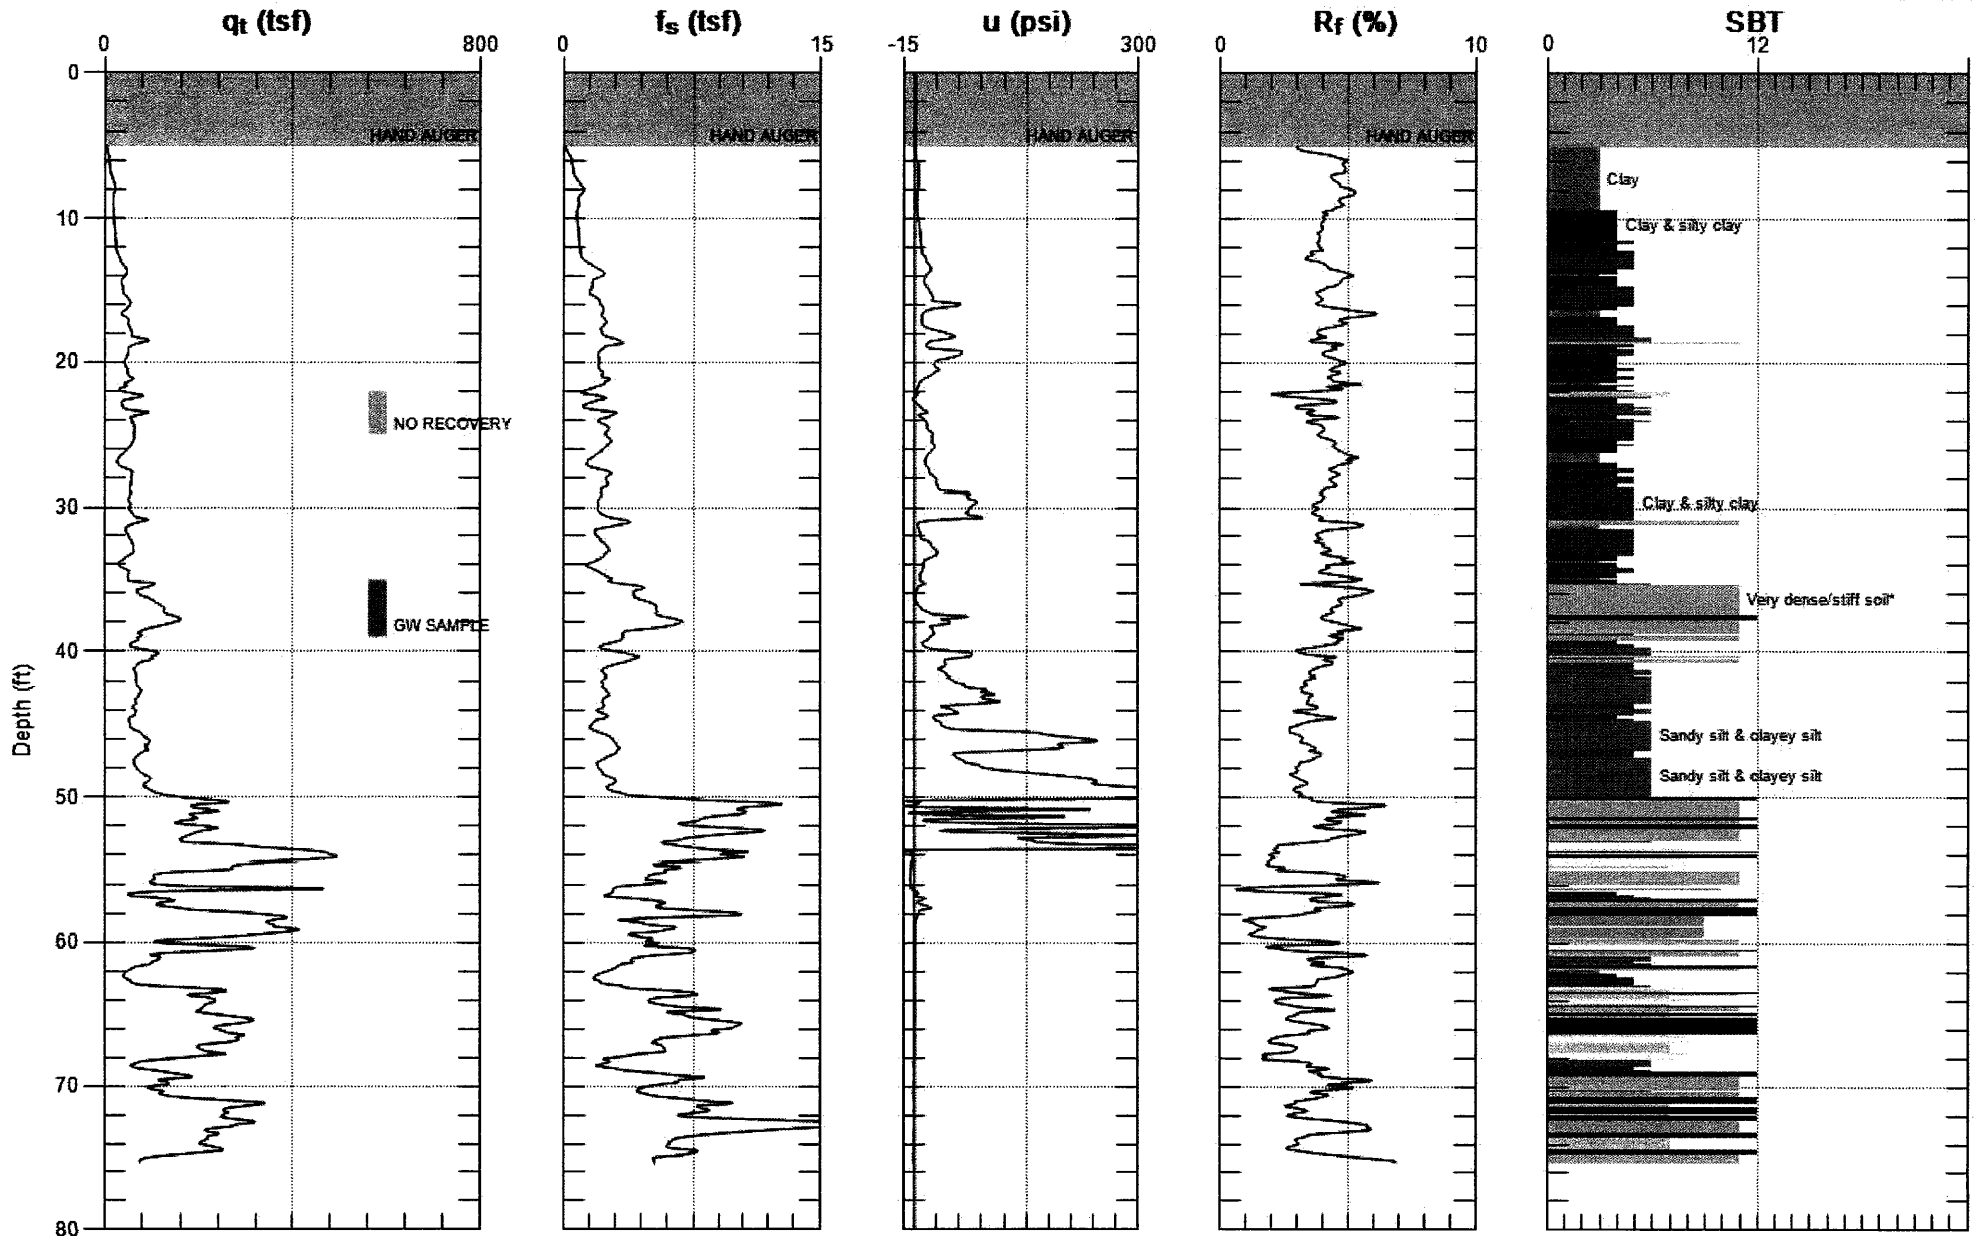 qt (tsf)
fs (tsf)
u (psi)
Rf (%)
SBT
0
800
0
15
-15
300
0
10
0
12
0
HAND AUGER
HAND AUGER
HAND AUGER
HAND AUGER
Clay
10
Clay & silty clay
20
NO RECOVERY
30
Clay & silty clay
Very dense/stiff soil*
GW SAMPLE
40
Depth (ft)
Sandy silt & clayey silt
Sandy silt & clayey silt
50
60
70
80